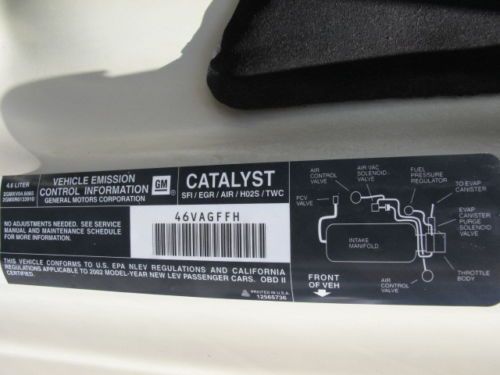 4.6 LITER
VEHICLE EMISSION
CONTROL INFORMATION
GENERAL MOTORS CORPORATION
GM
CATALYST
SFI / EGR / AIR / HO2S / TWC
NO ADJUSTMENTS NEEDED. SEE SERVICE
MANUAL AND MAINTENANCE SCHEDULE
FOR MORE INFORMATION.
46VAGFFH
THIS VEHICLE CONFORMS TO U.S. EPA NLEV REGULATIONS AND CALIFORNIA
REGULATIONS APPLICABLE TO 2002 MODEL-YEAR NEW LEV PASSENGER CARS. OBD II
CERTIFIED.
PRINTED IN U.S.A.
12565736
PCV
VALVE
AIR
CONTROL
VALVE
AIR VAC
SOLENOID
VALVE
FUEL
PRESSURE
REGULATOR
TO EVAP
CANISTER
EVAP
CANISTER
PURGE
SOLENOID
VALVE
INTAKE
MANIFOLD
FRONT
OF VEH
AIR
CONTROL
VALVE
THROTTLE
BODY